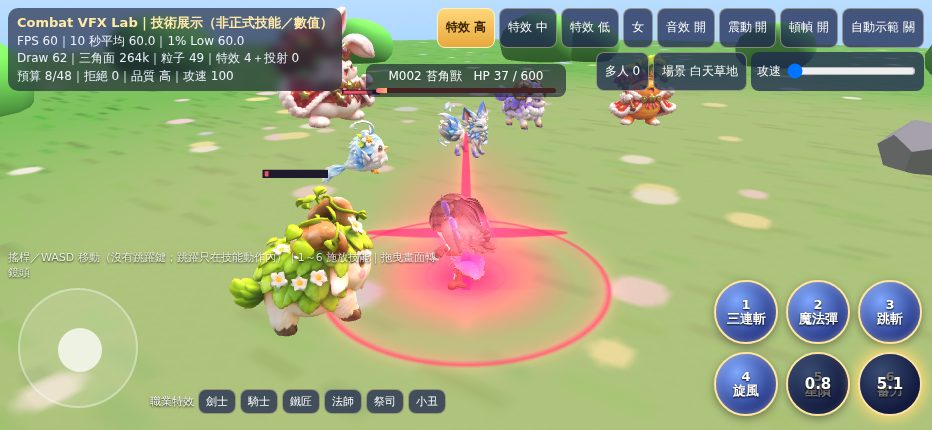 Combat VFX Lab｜技術展示（非正式技能／數值）
FPS 60｜10 秒平均 60.0｜1% Low 60.0
Draw 62｜三角面 264k｜粒子 49｜特效 4＋投射 0
預算 8/48｜拒絕 0｜品質 高｜攻速 100
特效 高
特效 中
特效 低
女
音效 開
震動 開
頓幀 開
自動示範 關
多人 0
場景 白天草地
攻速
M002 苔角獸 HP 37 / 600
搖桿／WASD 移動（沒有跳躍鍵；跳躍只在技能動作內）｜1～6 施放技能｜拖曳畫面轉
鏡頭
1
三連斬
2
魔法彈
3
跳斬
4
旋風
0.8
5.1
職業特效
劍士
騎士
鐵匠
法師
祭司
小丑